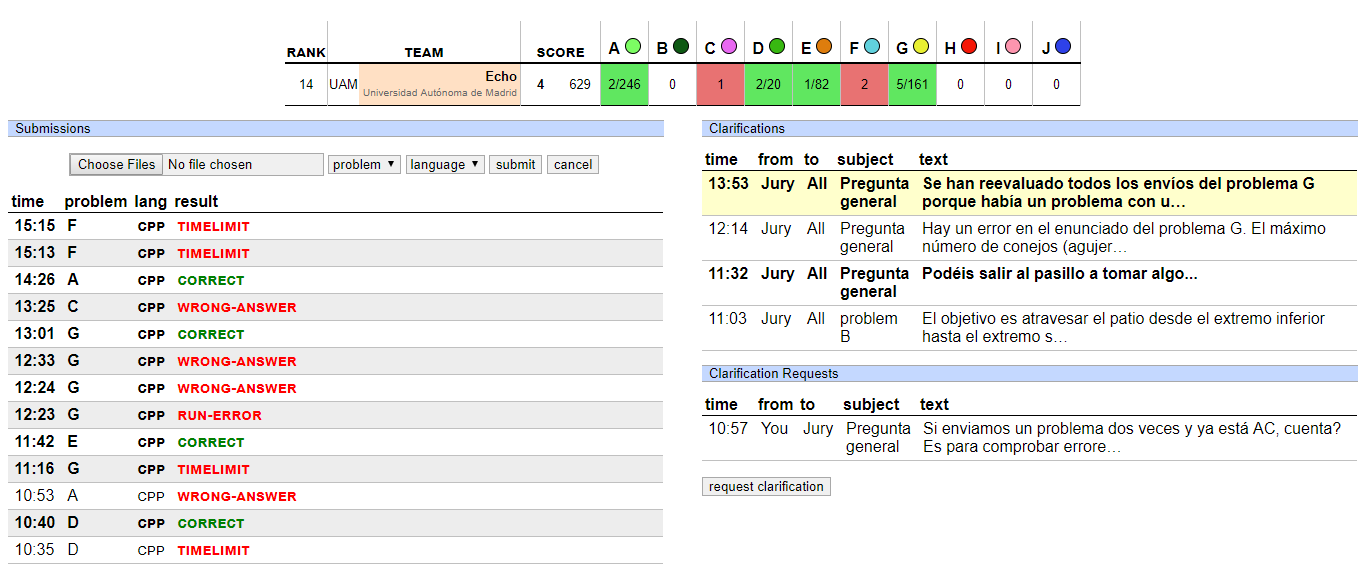 RANK TEAM SCORE A B C D E F G H I J
14 UAM Echo 4 629 2/246 0 1 2/20 1/82 2 5/161 0 0 0
Universidad Autónoma de Madrid
Submissions
Choose Files No file chosen problem language submit cancel
time problem lang result
15:15 F CPP TIMELIMIT
15:13 F CPP TIMELIMIT
14:26 A CPP CORRECT
13:25 C CPP WRONG-ANSWER
13:01 G CPP CORRECT
12:33 G CPP WRONG-ANSWER
12:24 G CPP WRONG-ANSWER
12:23 G CPP RUN-ERROR
11:42 E CPP CORRECT
11:16 G CPP TIMELIMIT
10:53 A CPP WRONG-ANSWER
10:40 D CPP CORRECT
10:35 D CPP TIMELIMIT
Clarifications
time from to subject text
13:53 Jury All Pregunta Se han reevaluado todos los envíos del problema G
general porque había un problema con u…
12:14 Jury All Pregunta Hay un error en el enunciado del problema G. El máximo
general número de conejos (agujer…
11:32 Jury All Pregunta Podéis salir al pasillo a tomar algo...
general
11:03 Jury All problem El objetivo es atravesar el patio desde el extremo inferior
B hasta el extremo s…
Clarification Requests
time from to subject text
10:57 You Jury Pregunta Si enviamos un problema dos veces y ya está AC, cuenta?
general Es para comprobar errore…
request clarification